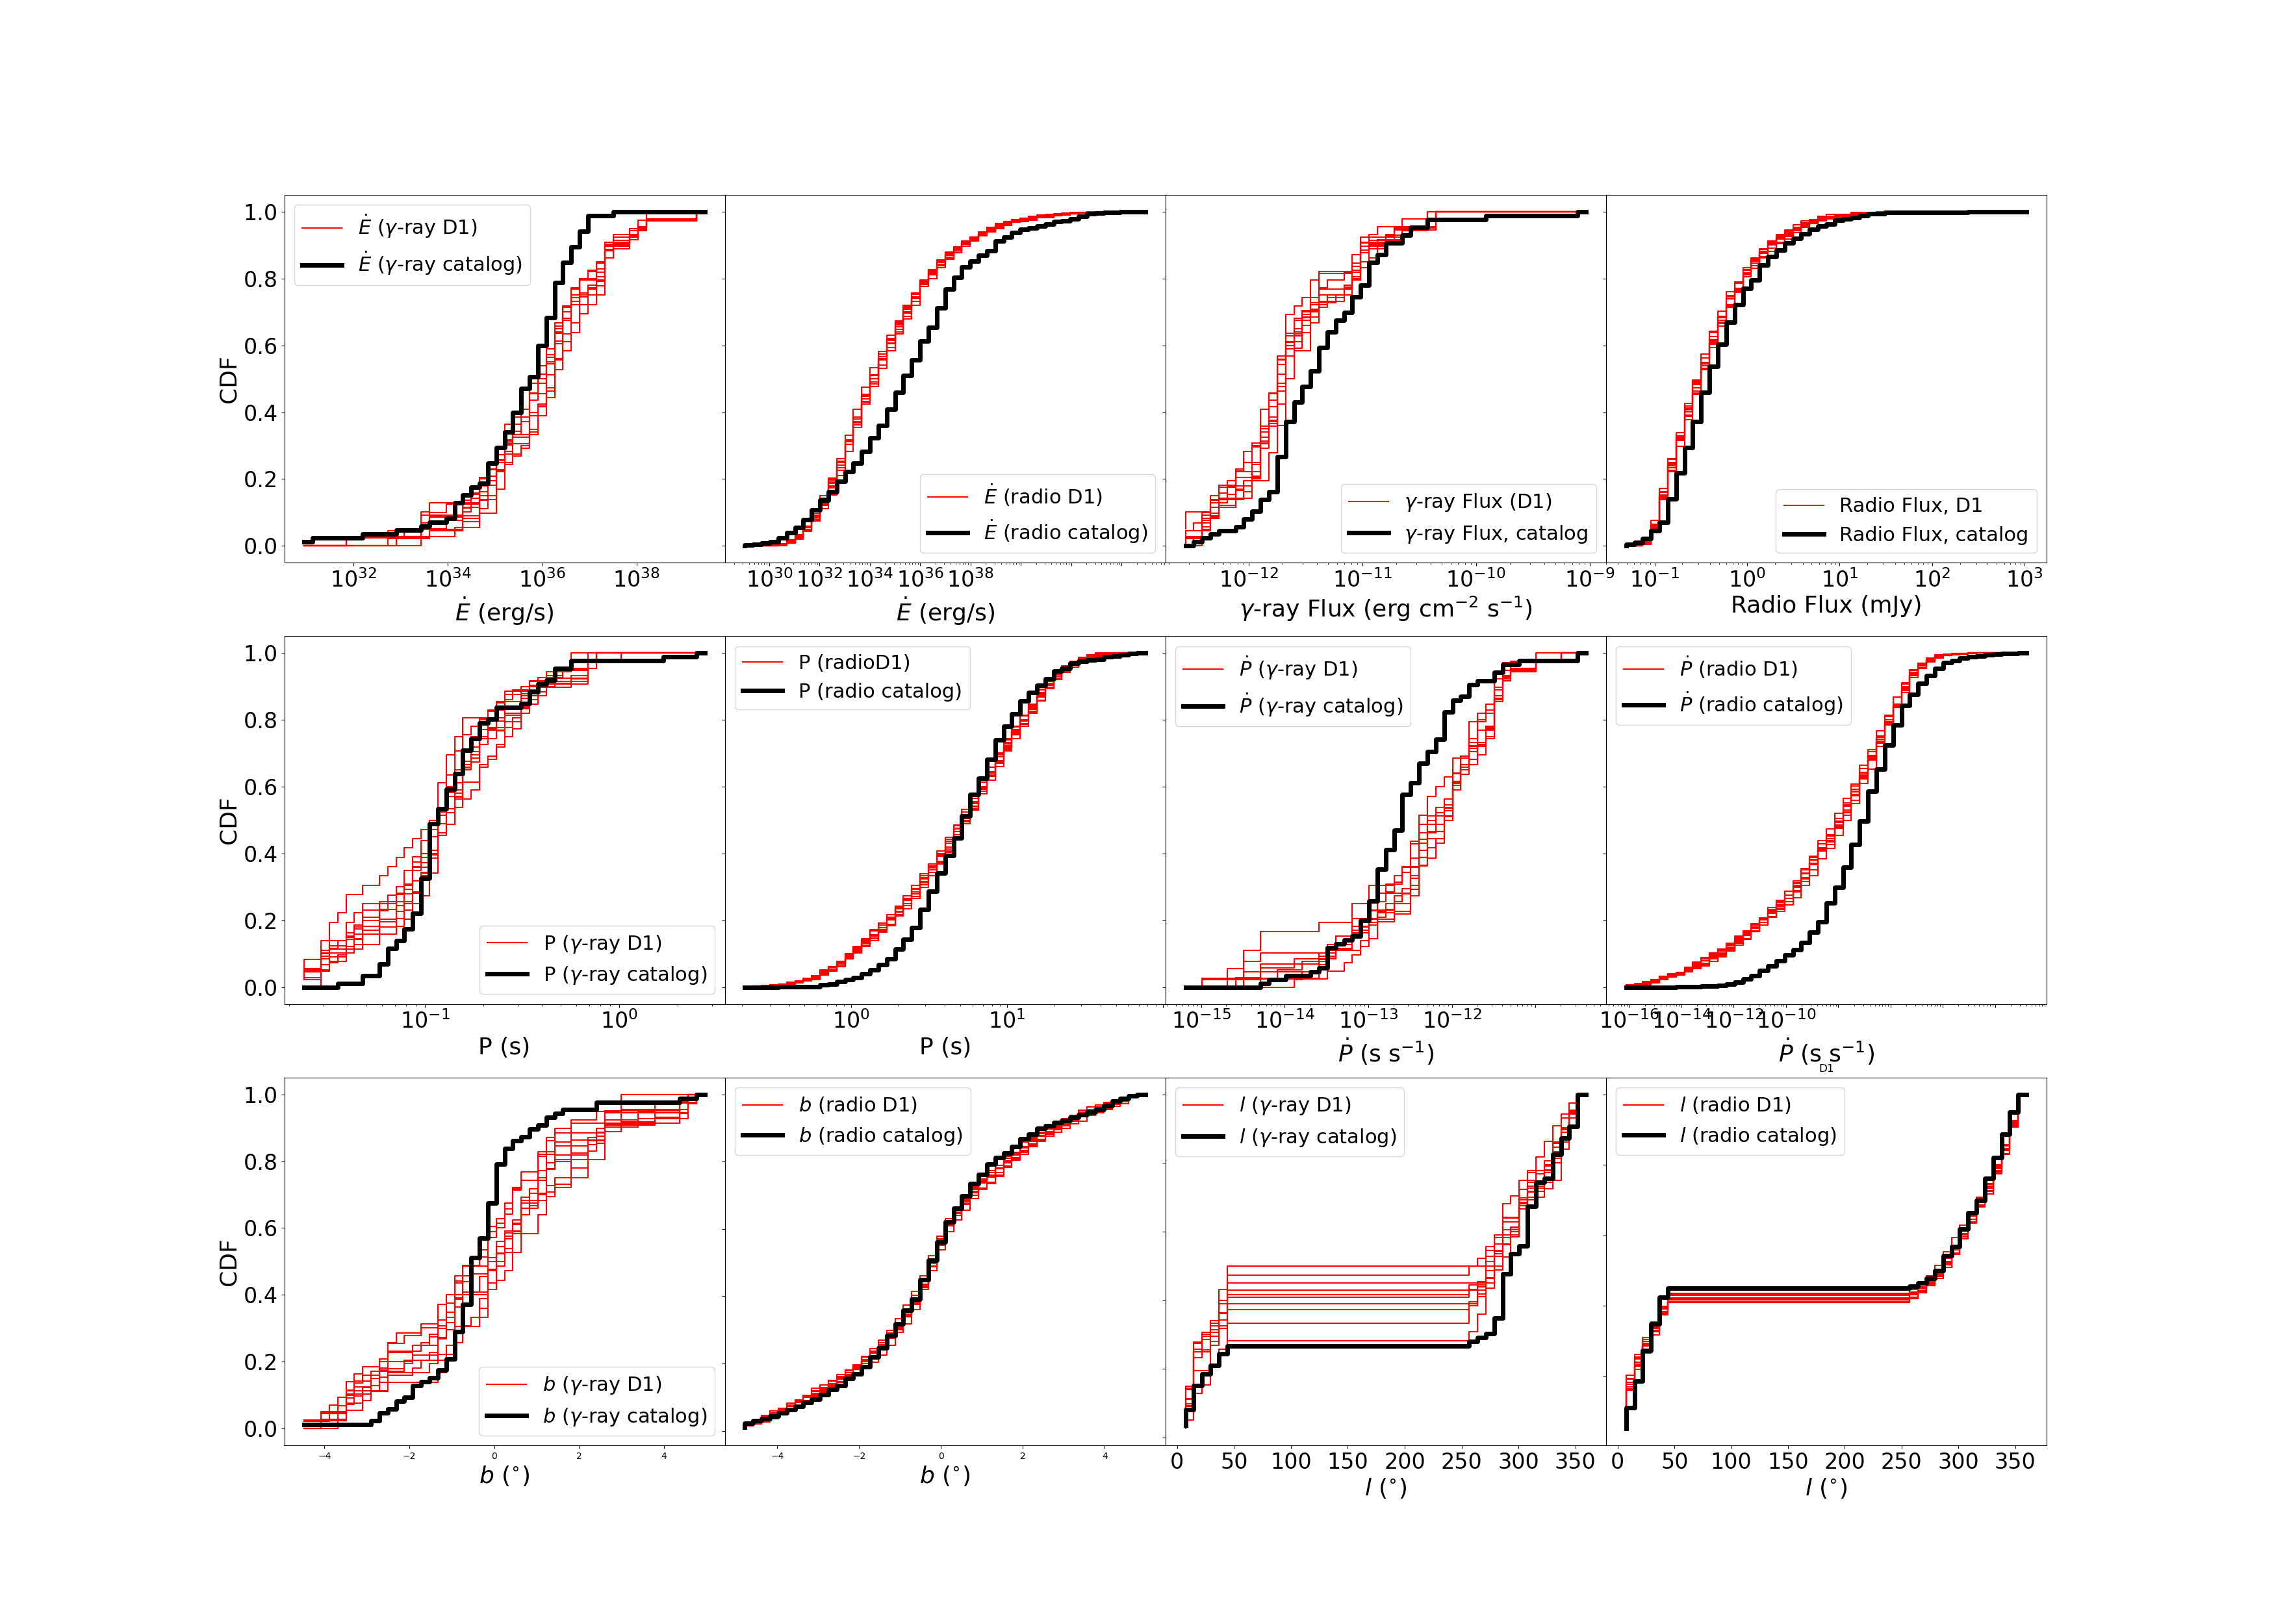 CDF
1.0
0.8
0.6
0.4
0.2
0.0
Ė (γ-ray D1)
Ė (γ-ray catalog)
10³² 10³⁴ 10³⁶ 10³⁸
Ė (erg/s)
Ė (radio D1)
Ė (radio catalog)
10³⁰ 10³² 10³⁴ 10³⁶ 10³⁸
Ė (erg/s)
γ-ray Flux (D1)
γ-ray Flux, catalog
10⁻¹² 10⁻¹¹ 10⁻¹⁰ 10⁻⁹
γ-ray Flux (erg cm⁻² s⁻¹)
Radio Flux, D1
Radio Flux, catalog
10⁻¹ 10⁰ 10¹ 10² 10³
Radio Flux (mJy)
CDF
1.0
0.8
0.6
0.4
0.2
0.0
P (γ-ray D1)
P (γ-ray catalog)
10⁻¹ 10⁰
P (s)
P (radioD1)
P (radio catalog)
10⁰ 10¹
P (s)
Ṗ (γ-ray D1)
Ṗ (γ-ray catalog)
10⁻¹⁵ 10⁻¹⁴ 10⁻¹³ 10⁻¹²
Ṗ (s s⁻¹)
Ṗ (radio D1)
Ṗ (radio catalog)
10⁻¹⁶ 10⁻¹⁴ 10⁻¹² 10⁻¹⁰
Ṗ (s s⁻¹)
D1
CDF
1.0
0.8
0.6
0.4
0.2
0.0
b (γ-ray D1)
b (γ-ray catalog)
−4 −2 0 2 4
b (°)
b (radio D1)
b (radio catalog)
−4 −2 0 2 4
b (°)
l (γ-ray D1)
l (γ-ray catalog)
0 50 100 150 200 250 300 350
l (°)
l (radio D1)
l (radio catalog)
0 50 100 150 200 250 300 350
l (°)